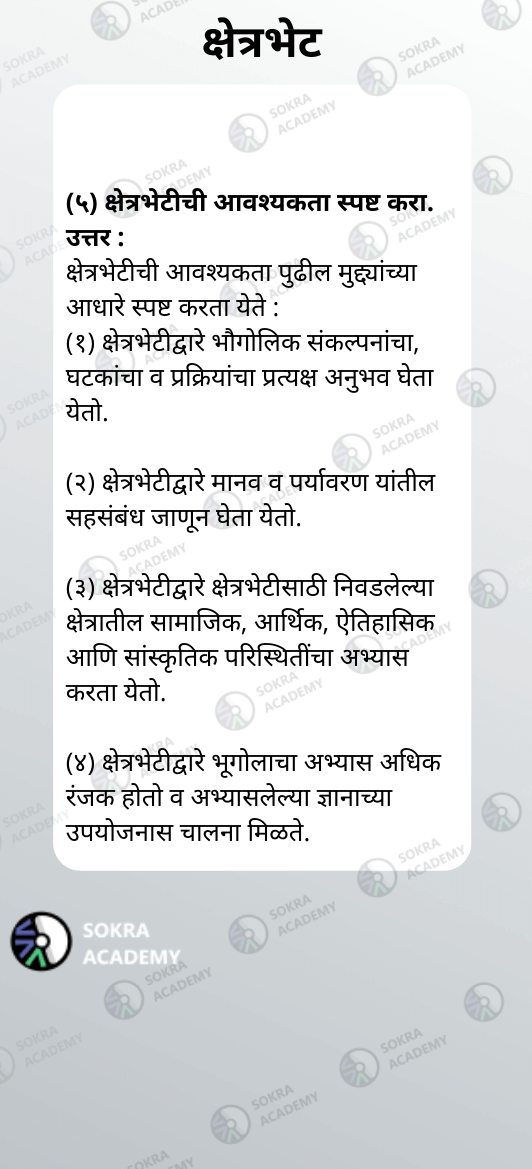 क्षेत्रभेट
(५) क्षेत्रभेटीची आवश्यकता स्पष्ट करा.
उत्तर :
क्षेत्रभेटीची आवश्यकता पुढील मुद्द्यांच्या
आधारे स्पष्ट करता येते :
(१) क्षेत्रभेटीद्वारे भौगोलिक संकल्पनांचा,
घटकांचा व प्रक्रियांचा प्रत्यक्ष अनुभव घेता
येतो.
(२) क्षेत्रभेटीद्वारे मानव व पर्यावरण यांतील
सहसंबंध जाणून घेता येतो.
(३) क्षेत्रभेटीद्वारे क्षेत्रभेटीसाठी निवडलेल्या
क्षेत्रातील सामाजिक, आर्थिक, ऐतिहासिक
आणि सांस्कृतिक परिस्थितींचा अभ्यास
करता येतो.
(४) क्षेत्रभेटीद्वारे भूगोलाचा अभ्यास अधिक
रंजक होतो व अभ्यासलेल्या ज्ञानाच्या
उपयोजनास चालना मिळते.
SOKRA
ACADEMY